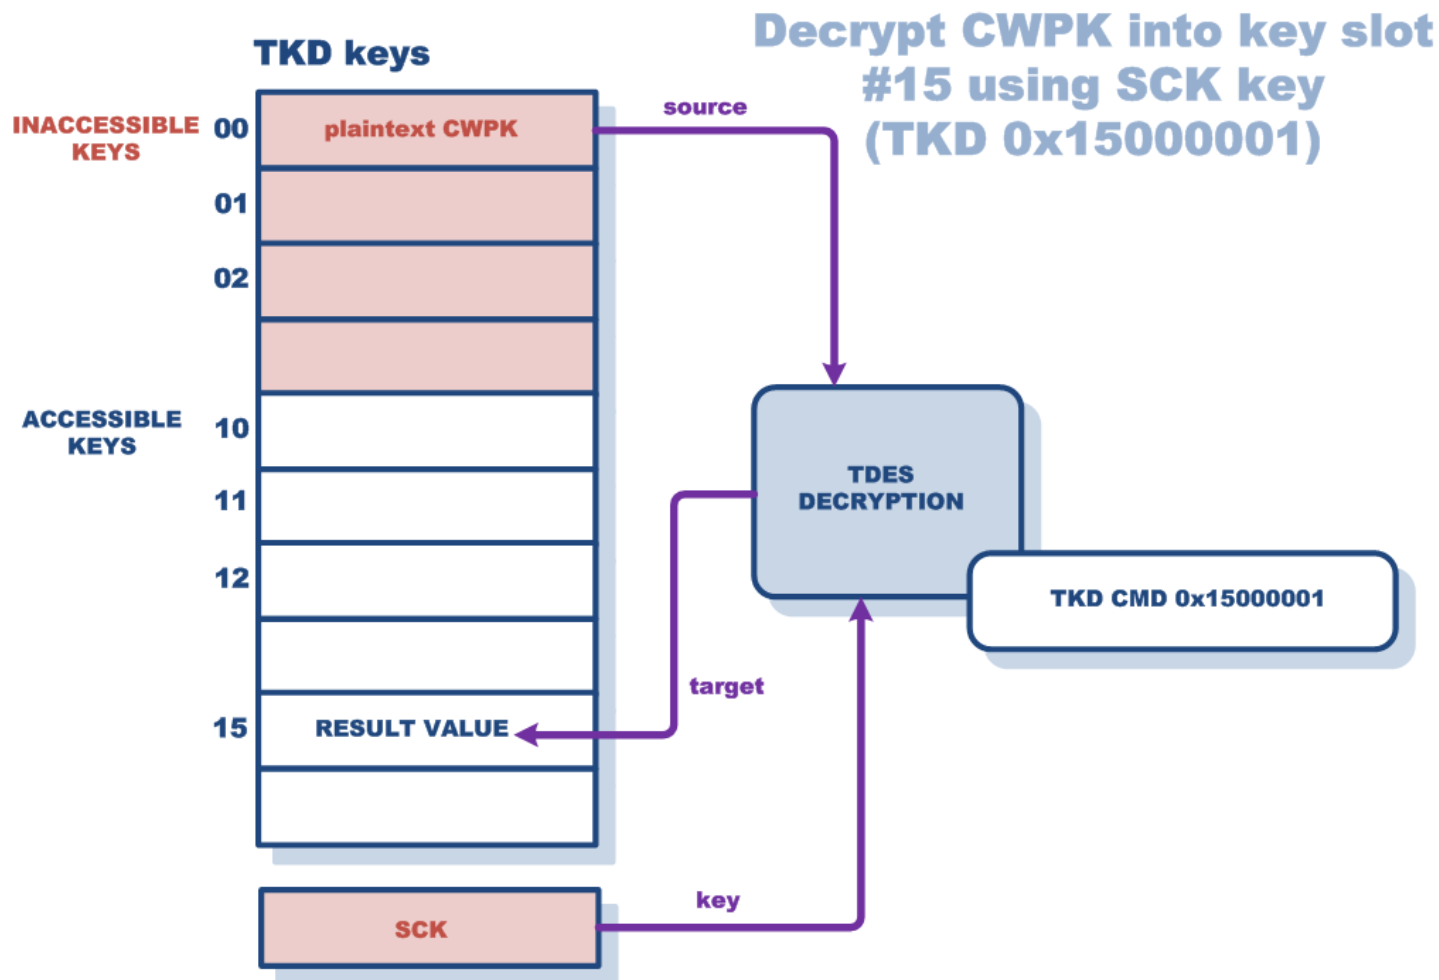 Decrypt CWPK into key slot
#15 using SCK key
(TKD 0x15000001)
TKD keys
INACCESSIBLE
KEYS
00
plaintext CWPK
source
01
02
ACCESSIBLE
KEYS
10
11
12
TDES
DECRYPTION
TKD CMD 0x15000001
target
15
RESULT VALUE
key
SCK